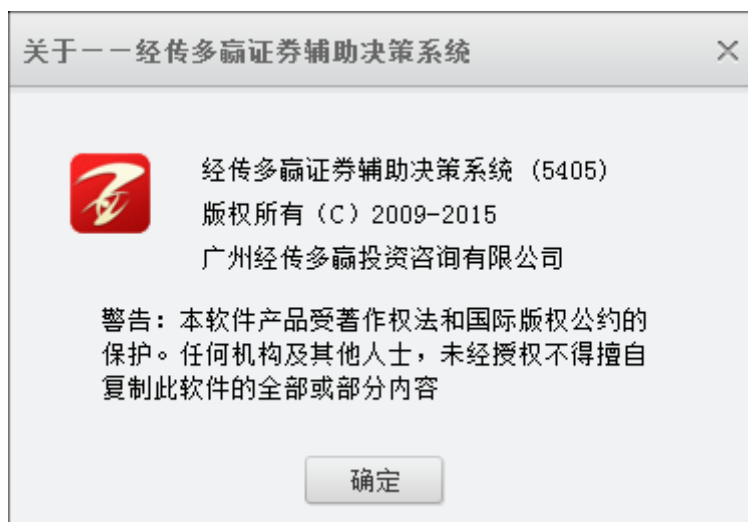 关于－－经传多赢证券辅助决策系统
经传多赢证券辅助决策系统 (5405)
版权所有（C）2009-2015
广州经传多赢投资咨询有限公司
警告：本软件产品受著作权法和国际版权公约的
保护。任何机构及其他人士，未经授权不得擅自
复制此软件的全部或部分内容
确定